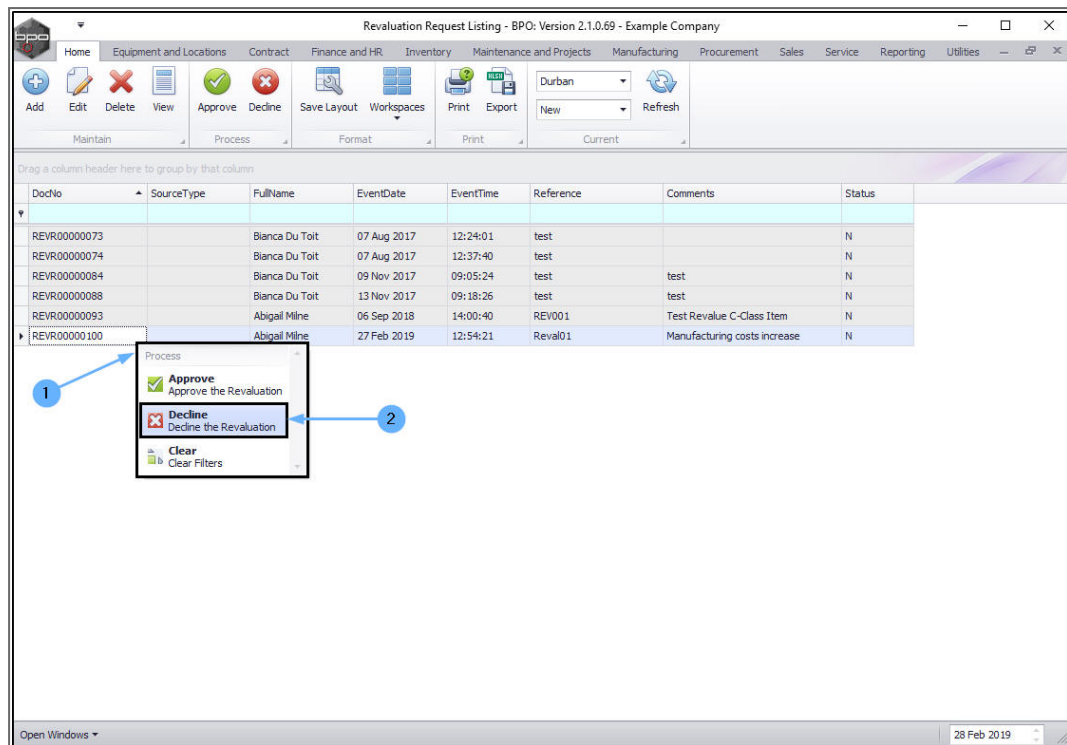 Revaluation Request Listing - BPO: Version 2.1.0.69 - Example Company
bpo
Home Equipment and Locations Contract Finance and HR Inventory Maintenance and Projects Manufacturing Procurement Sales Service Reporting Utilities
Add Edit Delete View Approve Decline Save Layout Workspaces Print Export Durban New Refresh
Maintain Process Format Print Current
Drag a column header here to group by that column
DocNo SourceType FullName EventDate EventTime Reference Comments Status
REVR00000073 Bianca Du Toit 07 Aug 2017 12:24:01 test N
REVR00000074 Bianca Du Toit 07 Aug 2017 12:37:40 test N
REVR00000084 Bianca Du Toit 09 Nov 2017 09:05:24 test test N
REVR00000088 Bianca Du Toit 13 Nov 2017 09:18:26 test test N
REVR00000093 Abigail Milne 06 Sep 2018 14:00:40 REV001 Test Revalue C-Class Item N
REVR00000100 Abigail Milne 27 Feb 2019 12:54:21 Reval01 Manufacturing costs increase N
Process
Approve
Approve the Revaluation
1
Decline
Decline the Revaluation
2
Clear
Clear Filters
Open Windows 28 Feb 2019